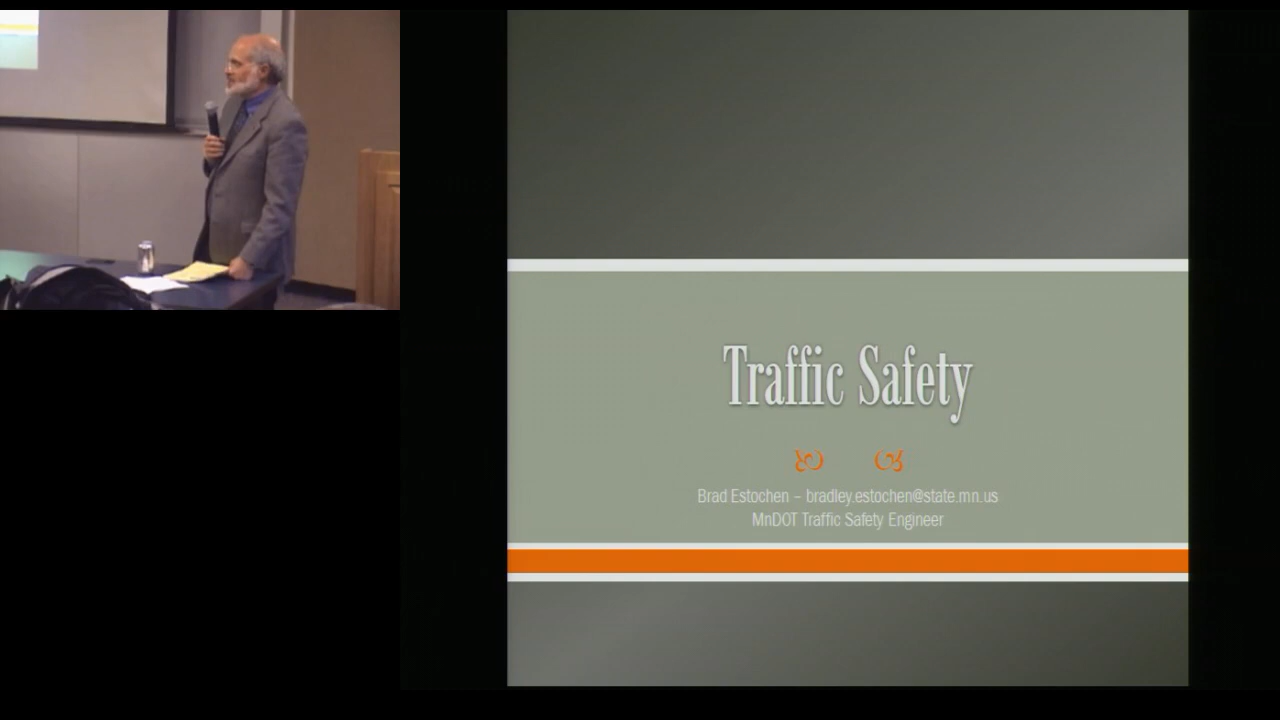 Traffic Safety
Brad Estochen – bradley.estochen@state.mn.us
MnDOT Traffic Safety Engineer